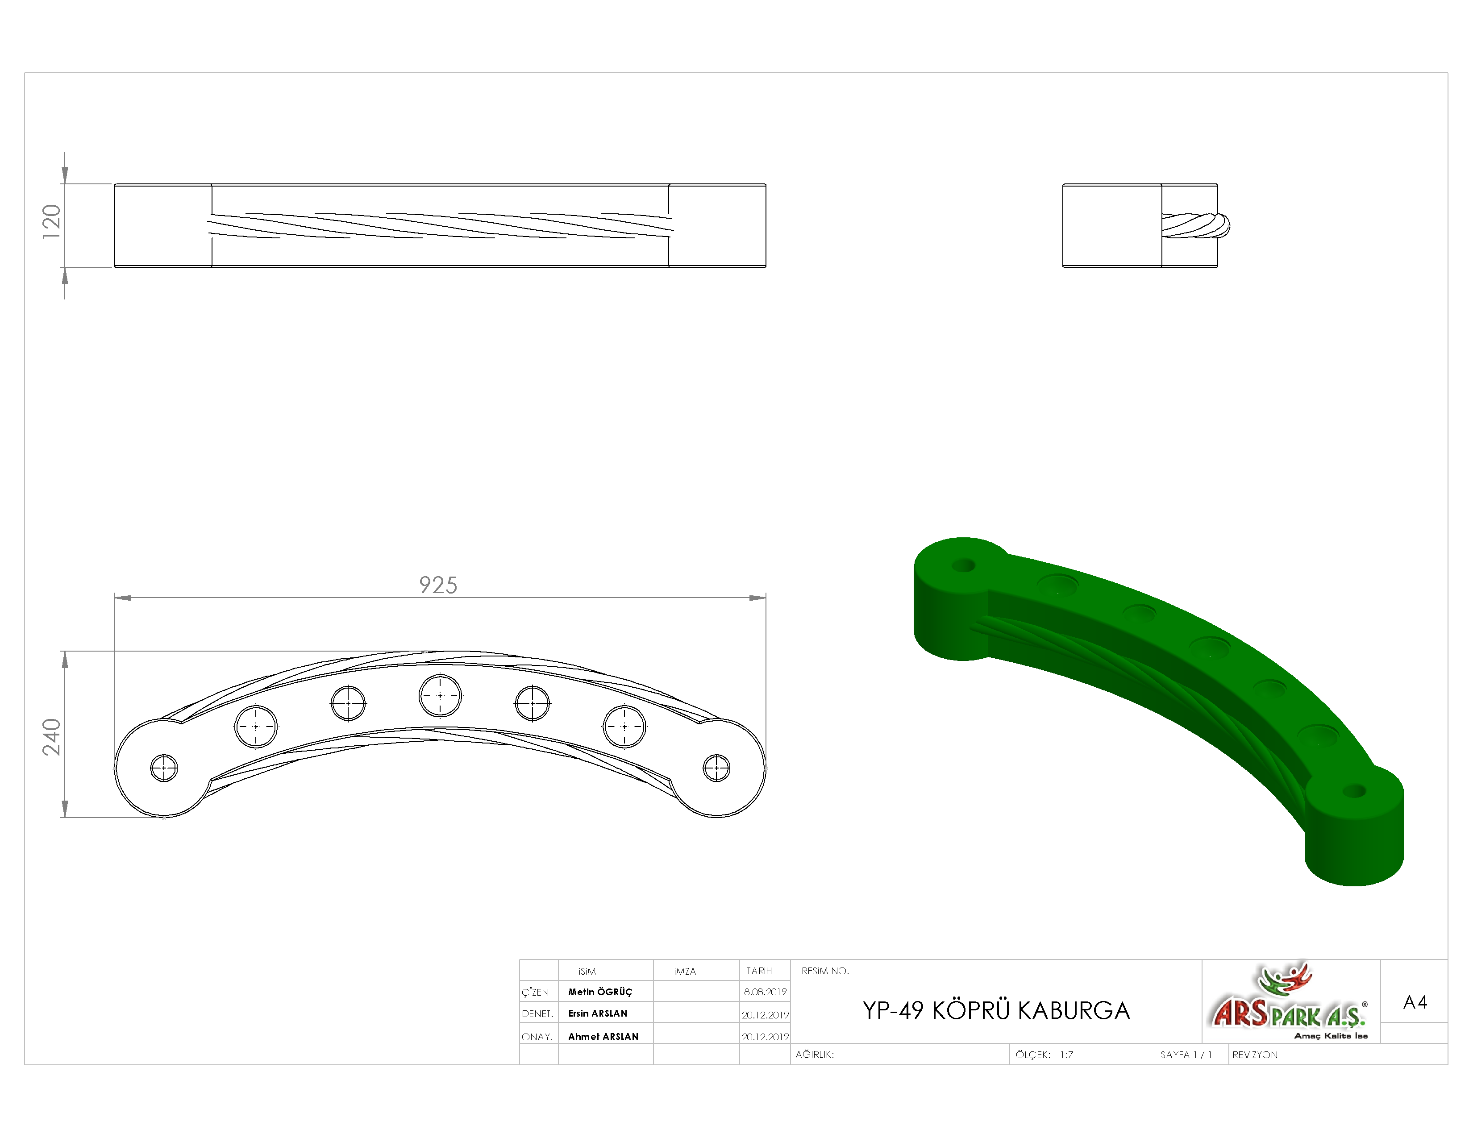 120
925
240
İSİM
İMZA
TARİH
RESİM NO.
ÇİZEN.
Metin ÖGRÜÇ
8.08.2019
YP-49 KÖPRÜ KABURGA
ARSPARK A.Ş.®
Amaç Kalite İse
A4
DENET.
Ersin ARSLAN
20.12.2019
ONAY.
Ahmet ARSLAN
20.12.2019
AĞIRLIK:
ÖLÇEK: 1:7
SAYFA 1 / 1
REVİZYON